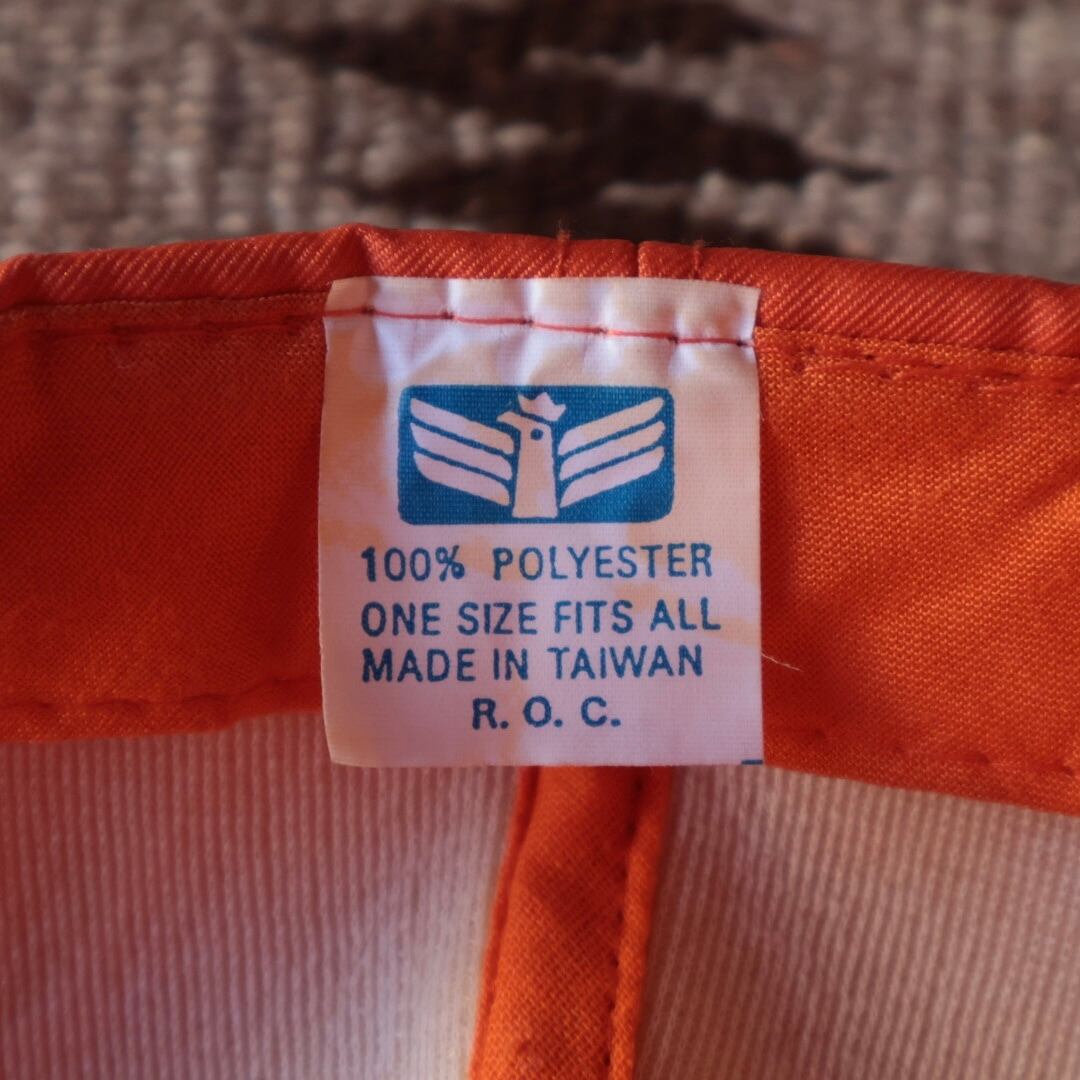 100% POLYESTER
ONE SIZE FITS ALL
MADE IN TAIWAN
R. O. C.